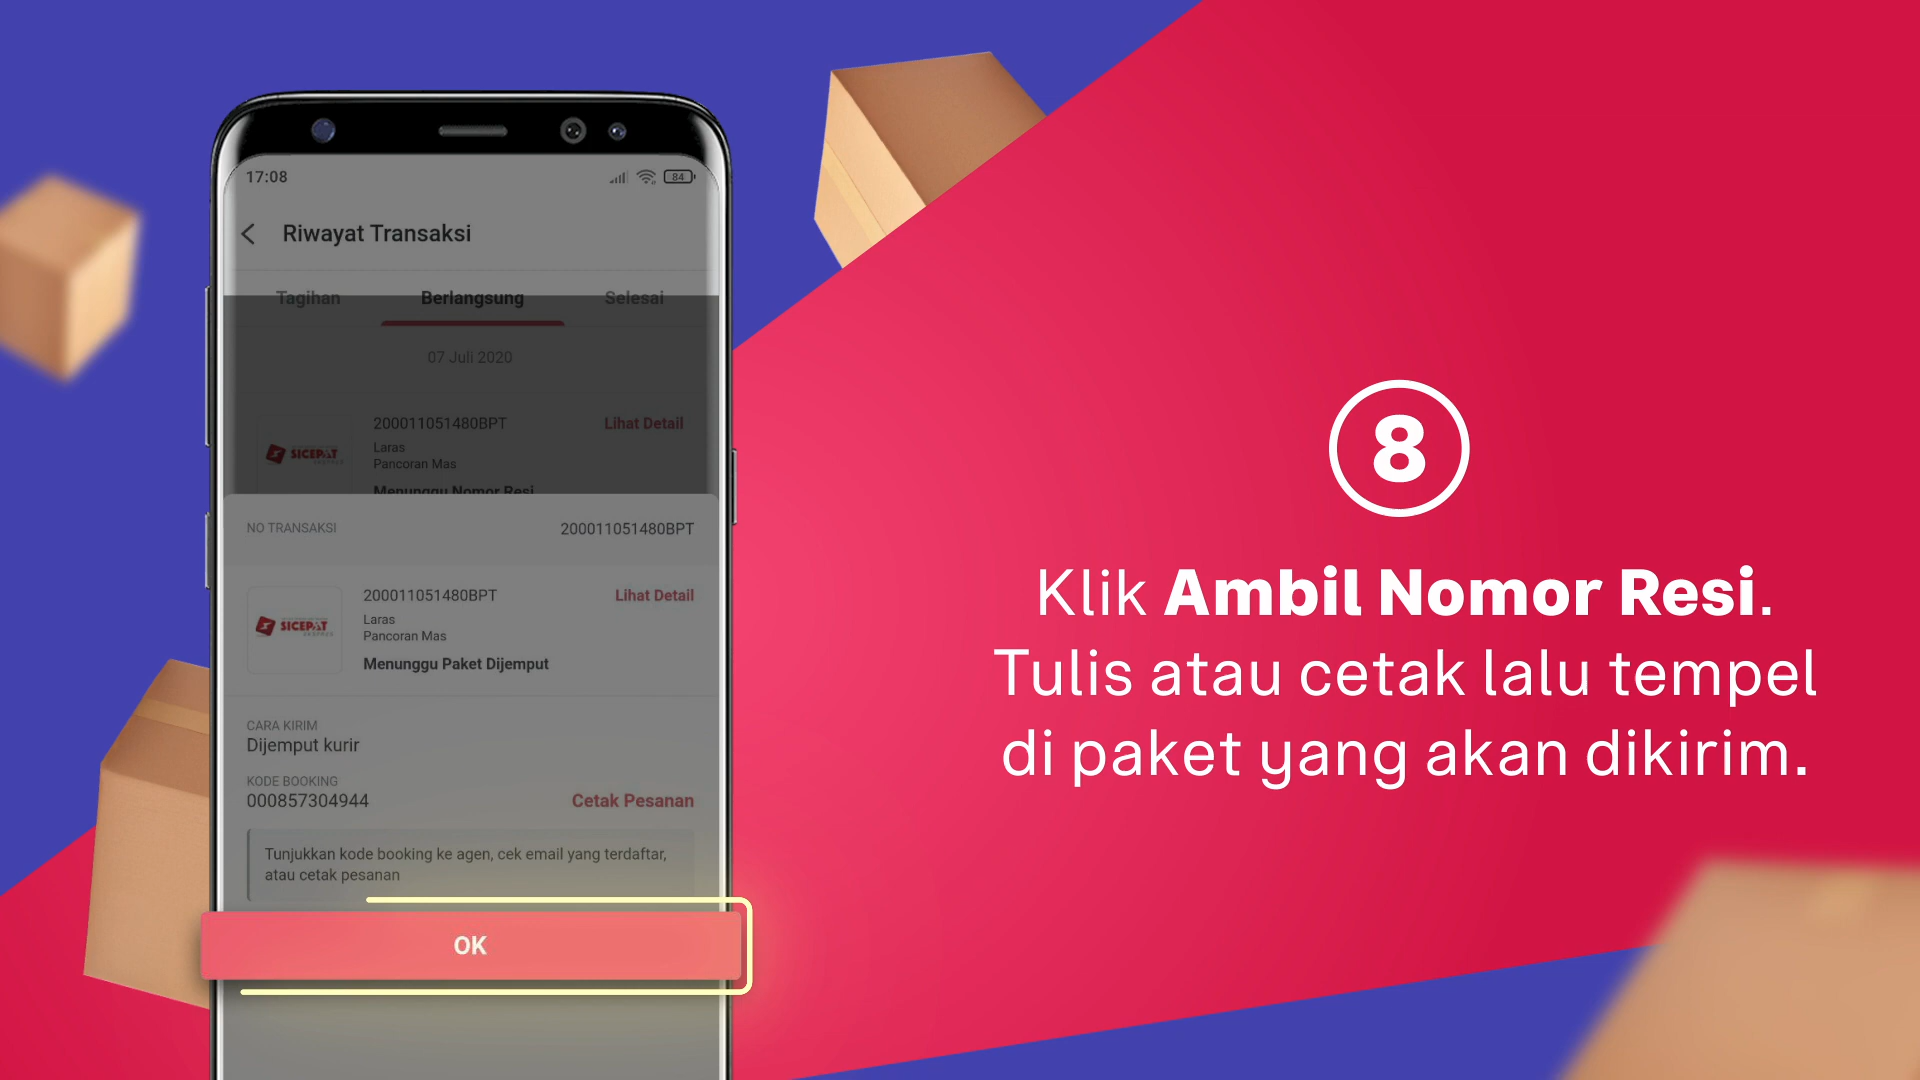 17:08
84
Riwayat Transaksi
Tagihan Berlangsung Selesai
07 Juli 2020
200011051480BPT Lihat Detail
Laras
Pancoran Mas
SICEPAT
Menunggu Nomor Resi
NO TRANSAKSI 200011051480BPT
200011051480BPT Lihat Detail
Laras
Pancoran Mas
SICEPAT
EKSPRES
Menunggu Paket Dijemput
CARA KIRIM
Dijemput kurir
KODE BOOKING
000857304944 Cetak Pesanan
Tunjukkan kode booking ke agen, cek email yang terdaftar,
atau cetak pesanan
OK
8
Klik Ambil Nomor Resi.
Tulis atau cetak lalu tempel
di paket yang akan dikirim.